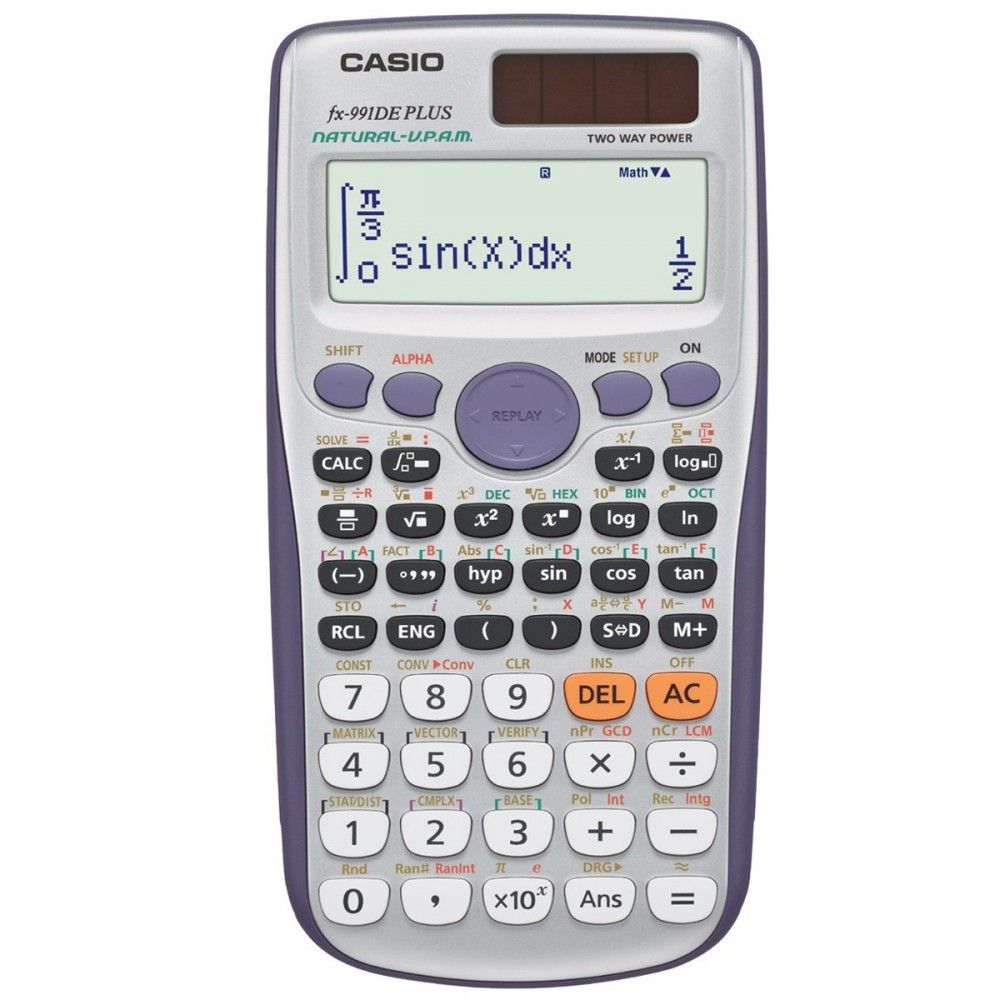 CASIO
fx-991DE PLUS
NATURAL-V.P.A.M.
TWO WAY POWER
R Math▼▲
∫ π/3 0 sin(X)dx 1/2
SHIFT ALPHA MODE SETUP ON
REPLAY
SOLVE = d/dx■ : x! Σ■ Π■
CALC ∫■ x⁻¹ log■□
■■/□ ÷R ³√■ x³ DEC ■√□ HEX 10■ BIN e■ OCT
■/□ √■ x² x■ log ln
∠ A FACT B Abs C sin⁻¹ D cos⁻¹ E tan⁻¹ F
(−) °,,, hyp sin cos tan
STO ← i % ; X a b/c⇔d/c Y M− M
RCL ENG ( ) S⇔D M+
CONST CONV ▶Conv CLR INS OFF
7 8 9 DEL AC
MATRIX VECTOR VERIFY nPr GCD nCr LCM
4 5 6 × ÷
STAT/DIST CMPLX BASE Pol Int Rec Intg
1 2 3 + −
Rnd Ran# RanInt π e DRG▶ ≈
0 , ×10ˣ Ans =